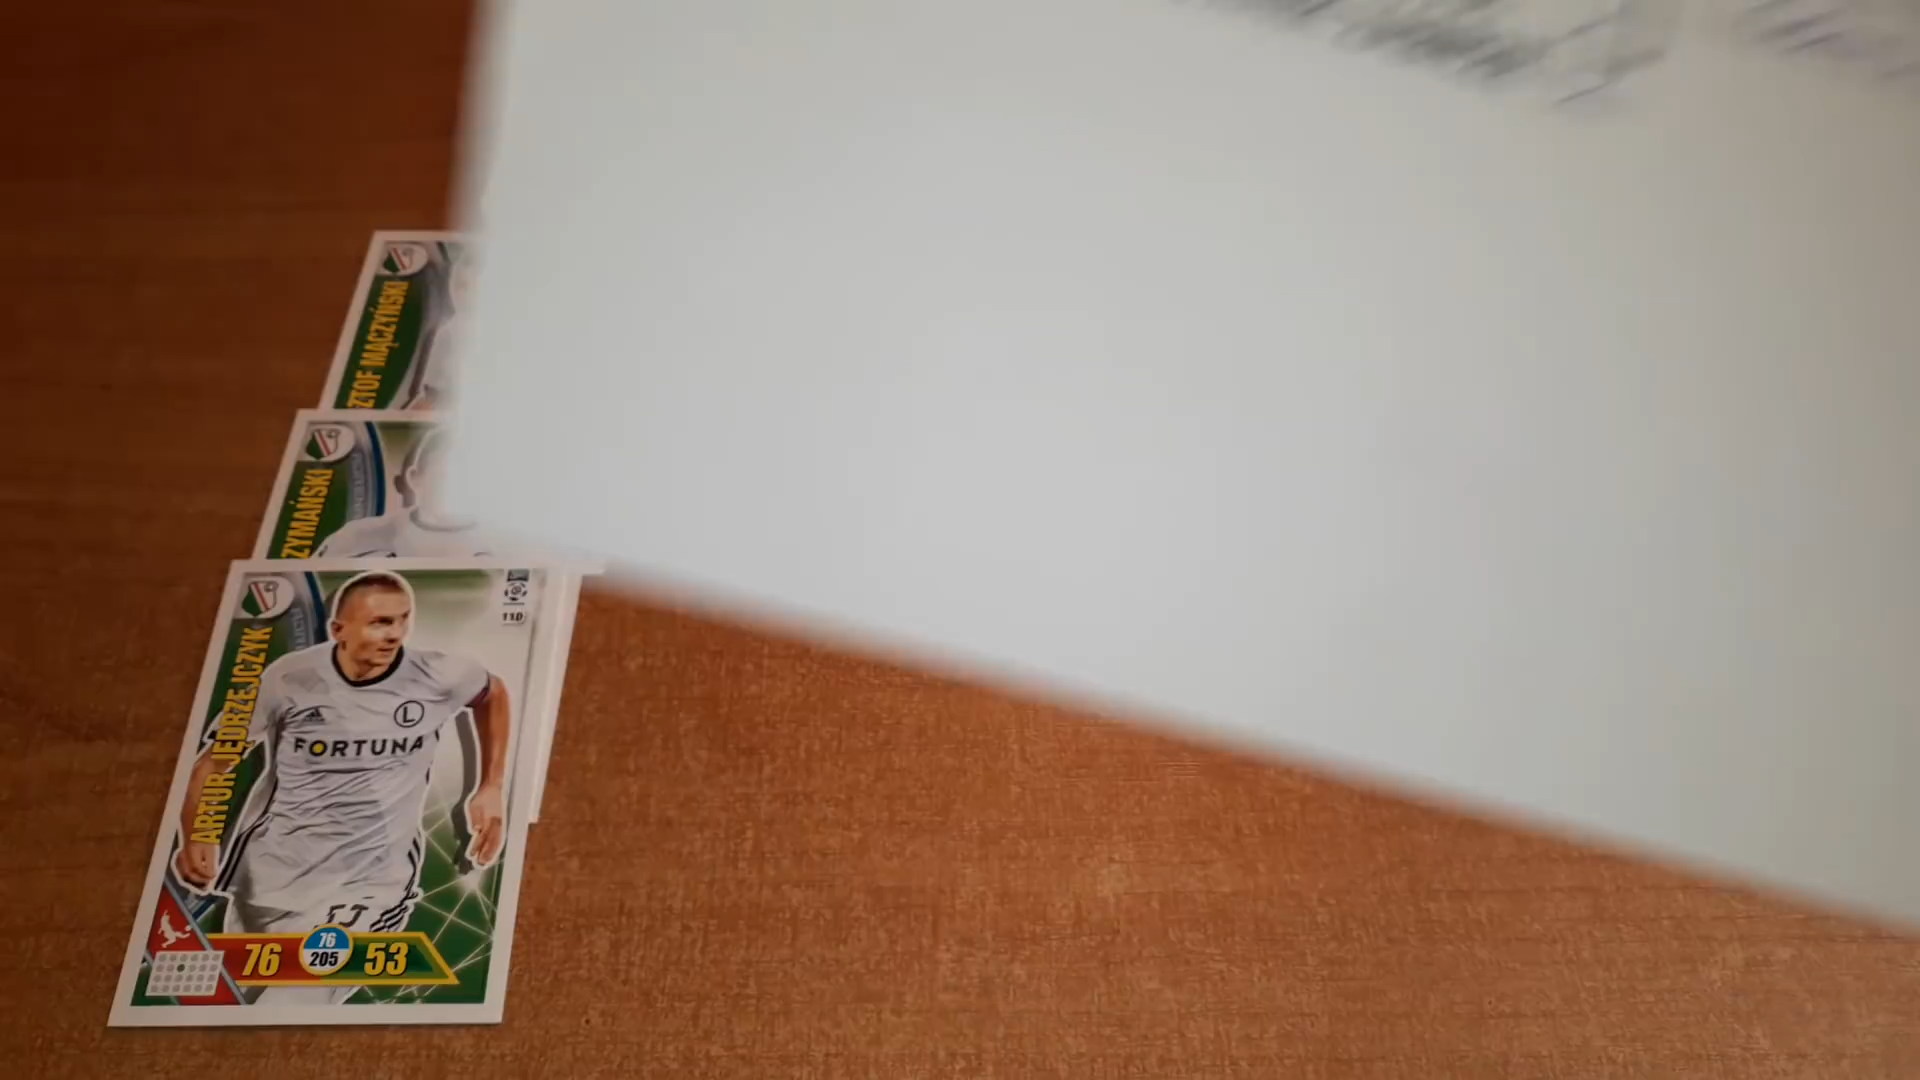 ZTOF MĄCZYŃSKI
ZYMAŃSKI
110
ARTUR JĘDRZEJCZYK
L
FORTUNA
76
76
205
53